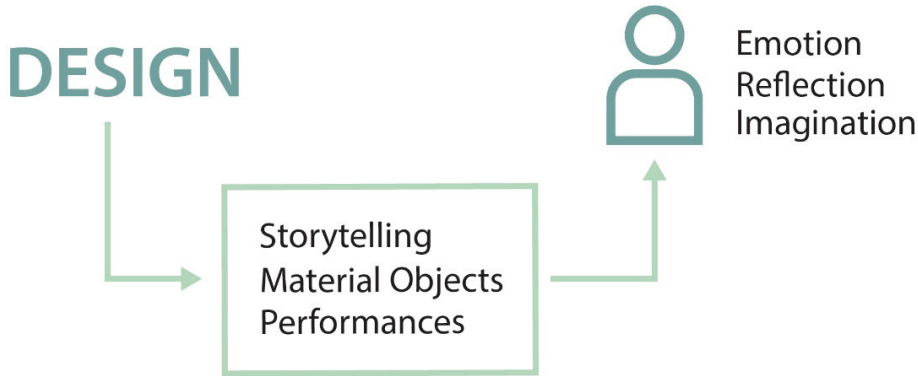 DESIGN
Emotion
Reflection
Imagination
Storytelling
Material Objects
Performances